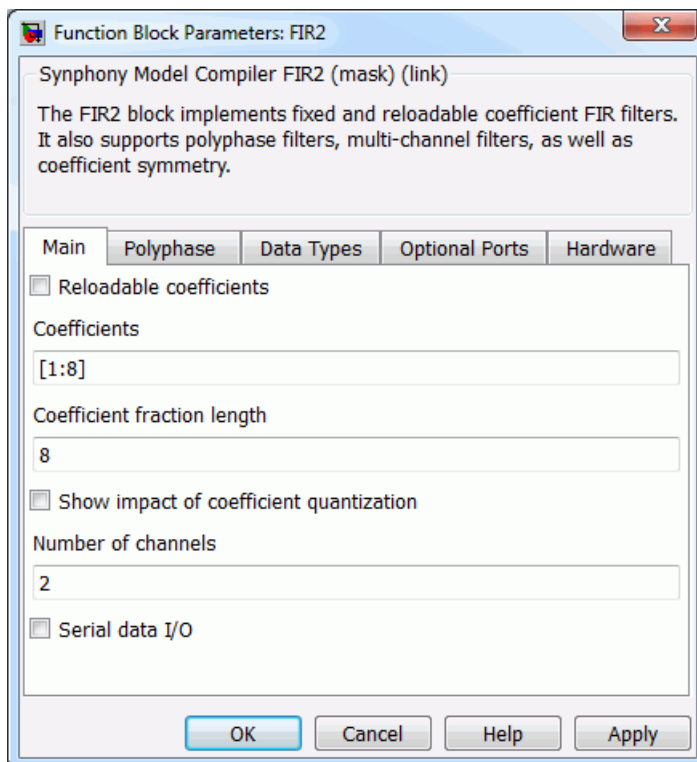 Function Block Parameters: FIR2
Synphony Model Compiler FIR2 (mask) (link)
The FIR2 block implements fixed and reloadable coefficient FIR filters.
It also supports polyphase filters, multi-channel filters, as well as
coefficient symmetry.
Main Polyphase Data Types Optional Ports Hardware
Reloadable coefficients
Coefficients
[1:8]
Coefficient fraction length
8
Show impact of coefficient quantization
Number of channels
2
Serial data I/O
OK Cancel Help Apply